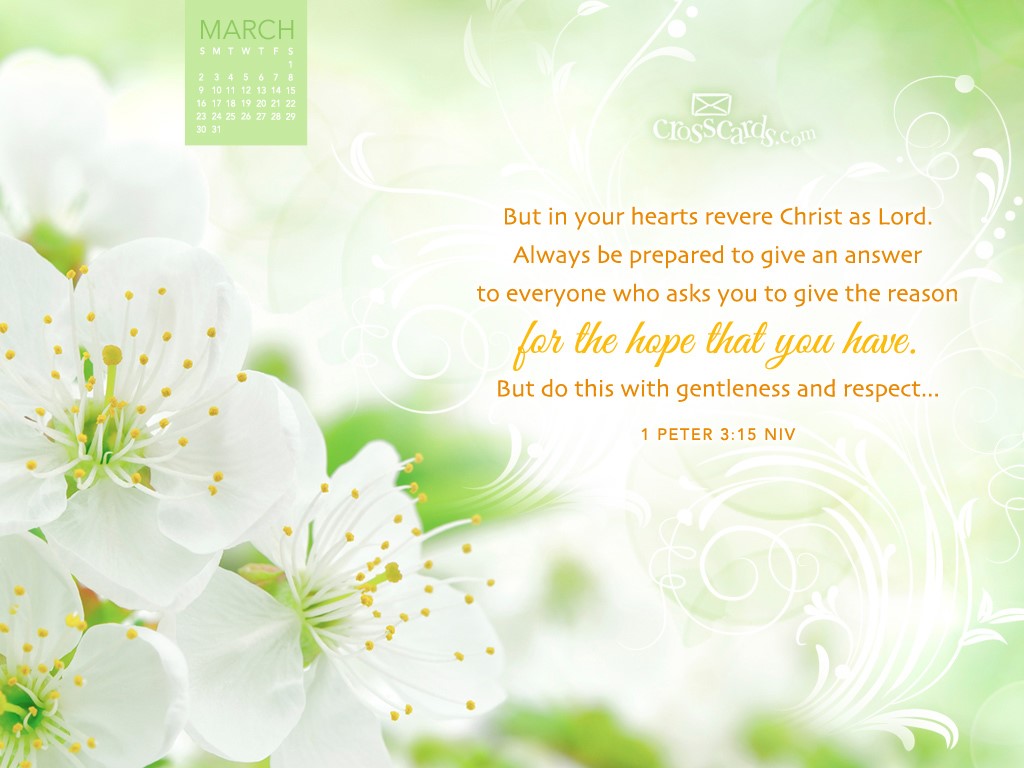 MARCH
S M T W T F S
1
2 3 4 5 6 7 8
9 10 11 12 13 14 15
16 17 18 19 20 21 22
23 24 25 26 27 28 29
30 31
crosscards.com
But in your hearts revere Christ as Lord.
Always be prepared to give an answer
to everyone who asks you to give the reason
for the hope that you have.
But do this with gentleness and respect...
1 PETER 3:15 NIV